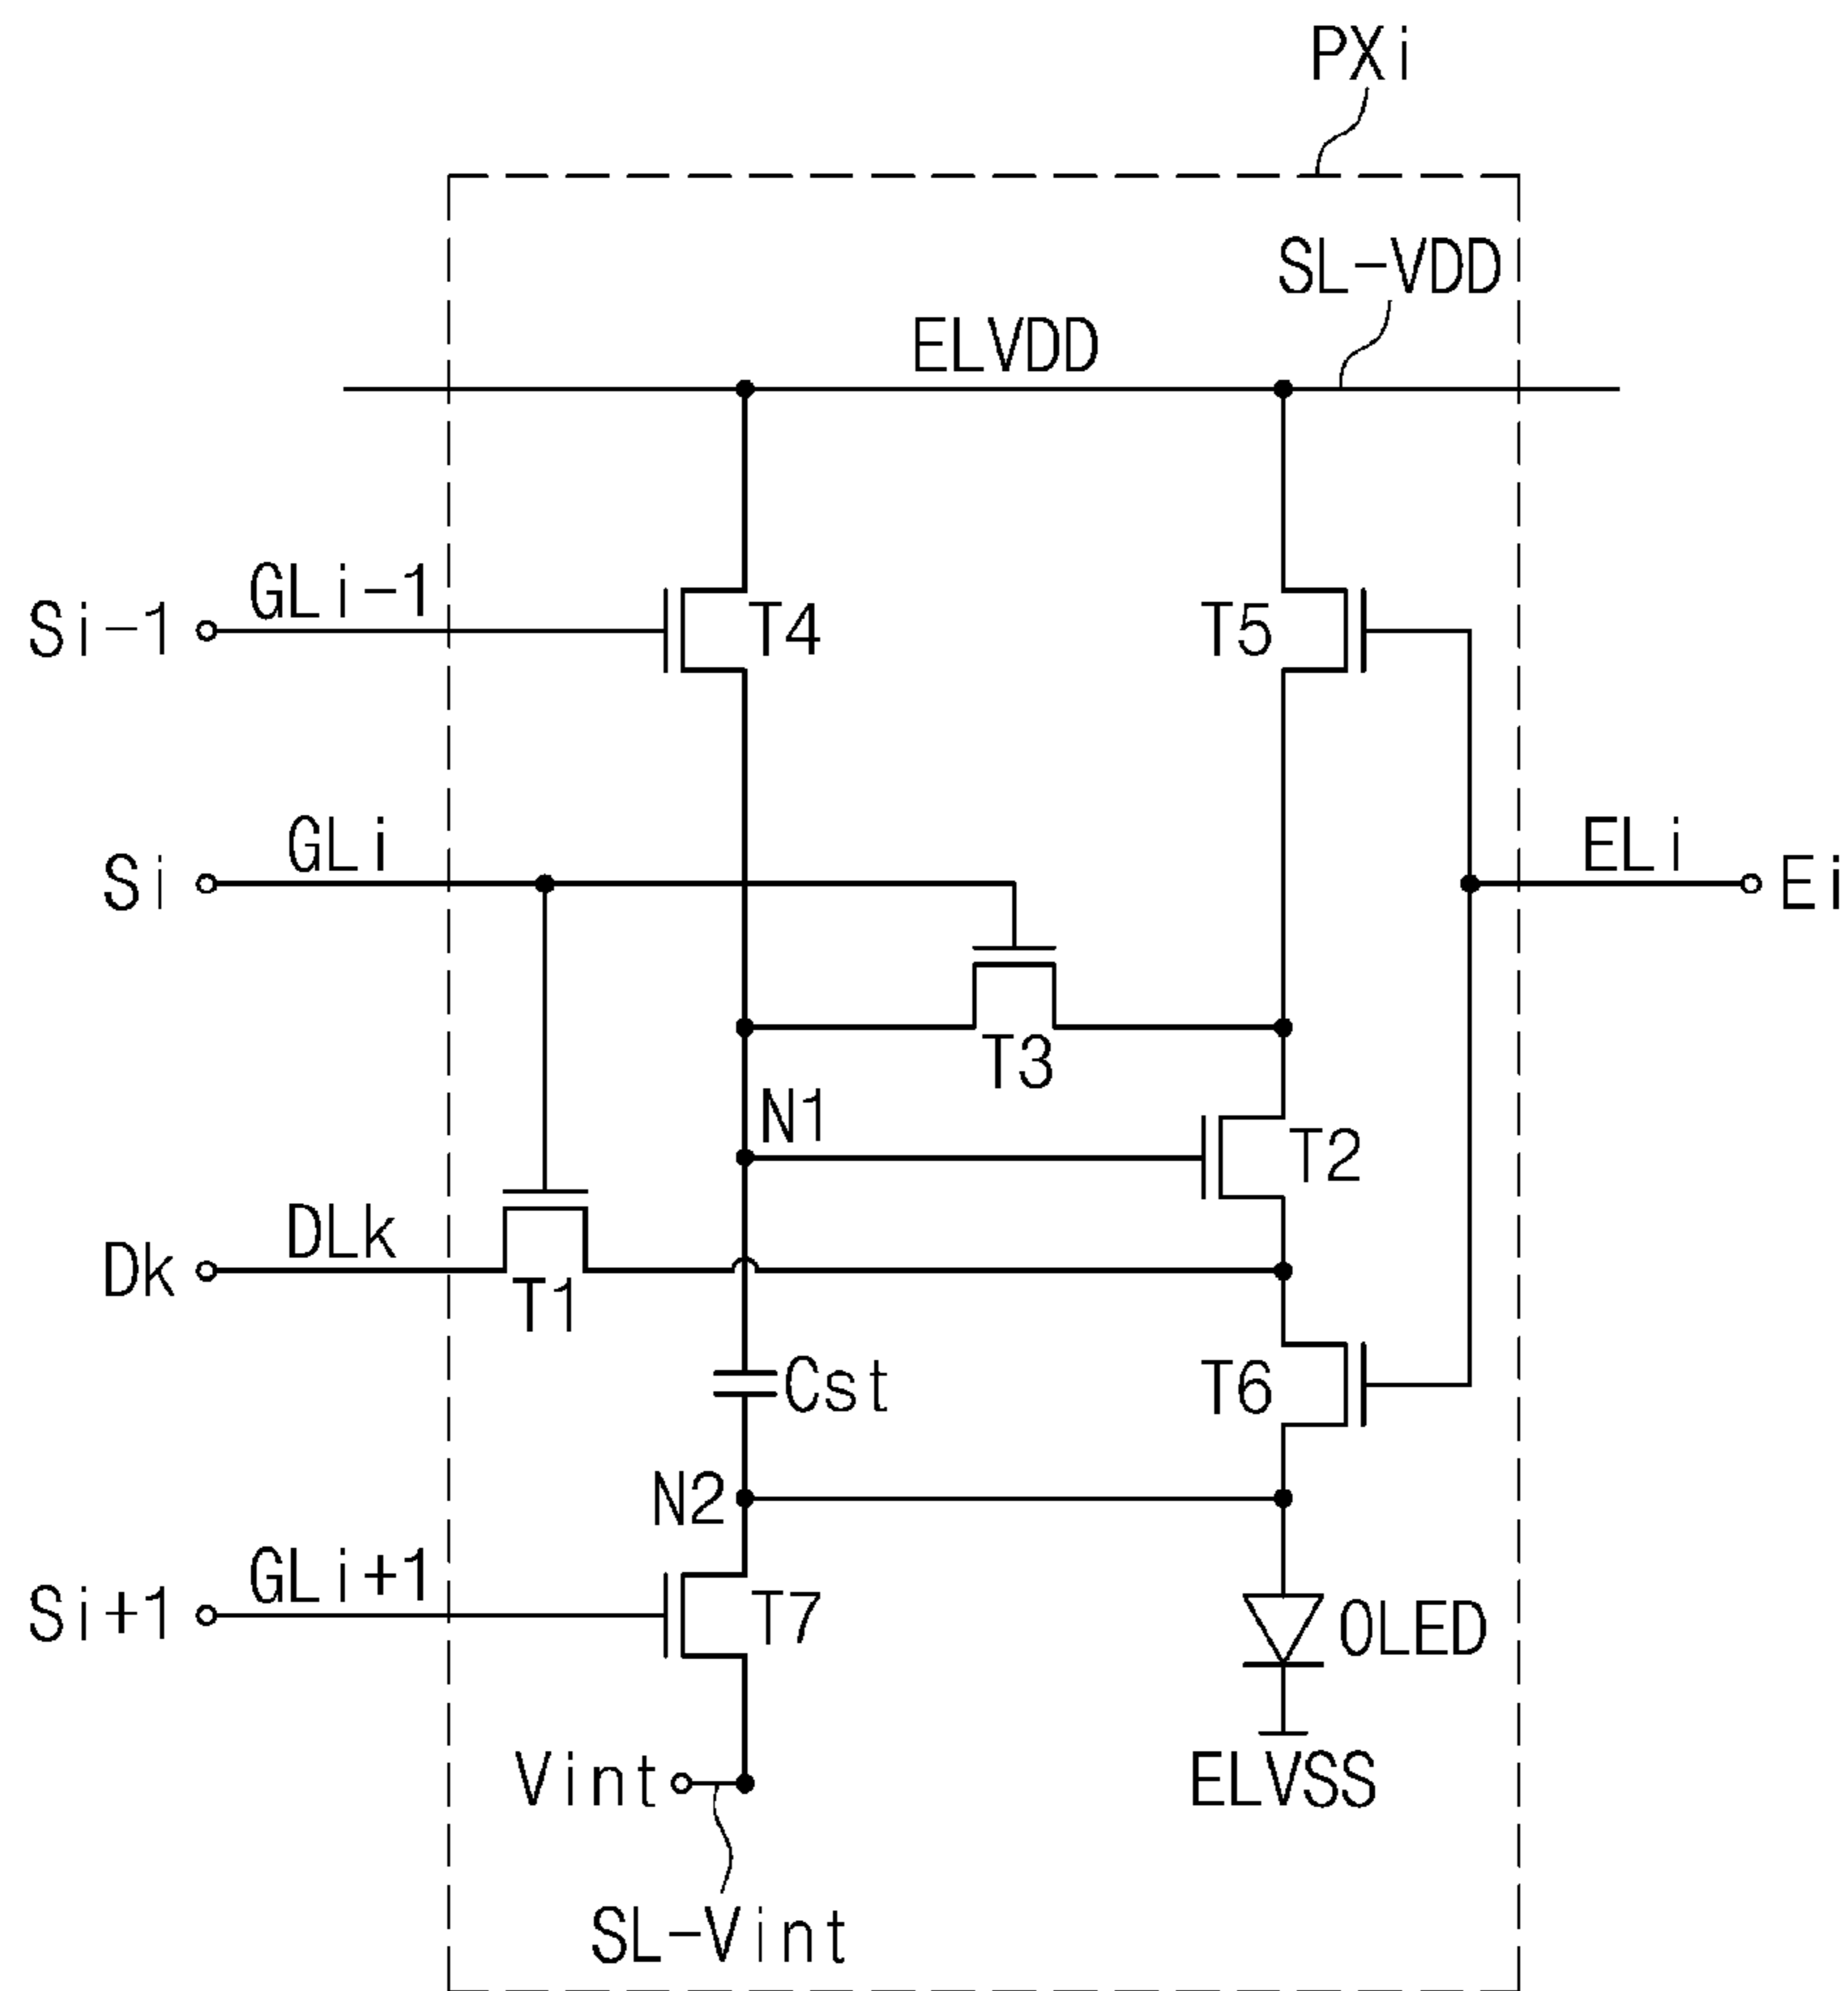 PXi
SL-VDD
ELVDD
GLi-1
Si-1
T4
T5
GLi
Si
ELi
Ei
T3
N1
T2
DLk
Dk
T1
Cst
T6
N2
GLi+1
Si+1
T7
OLED
Vint
ELVSS
SL-Vint